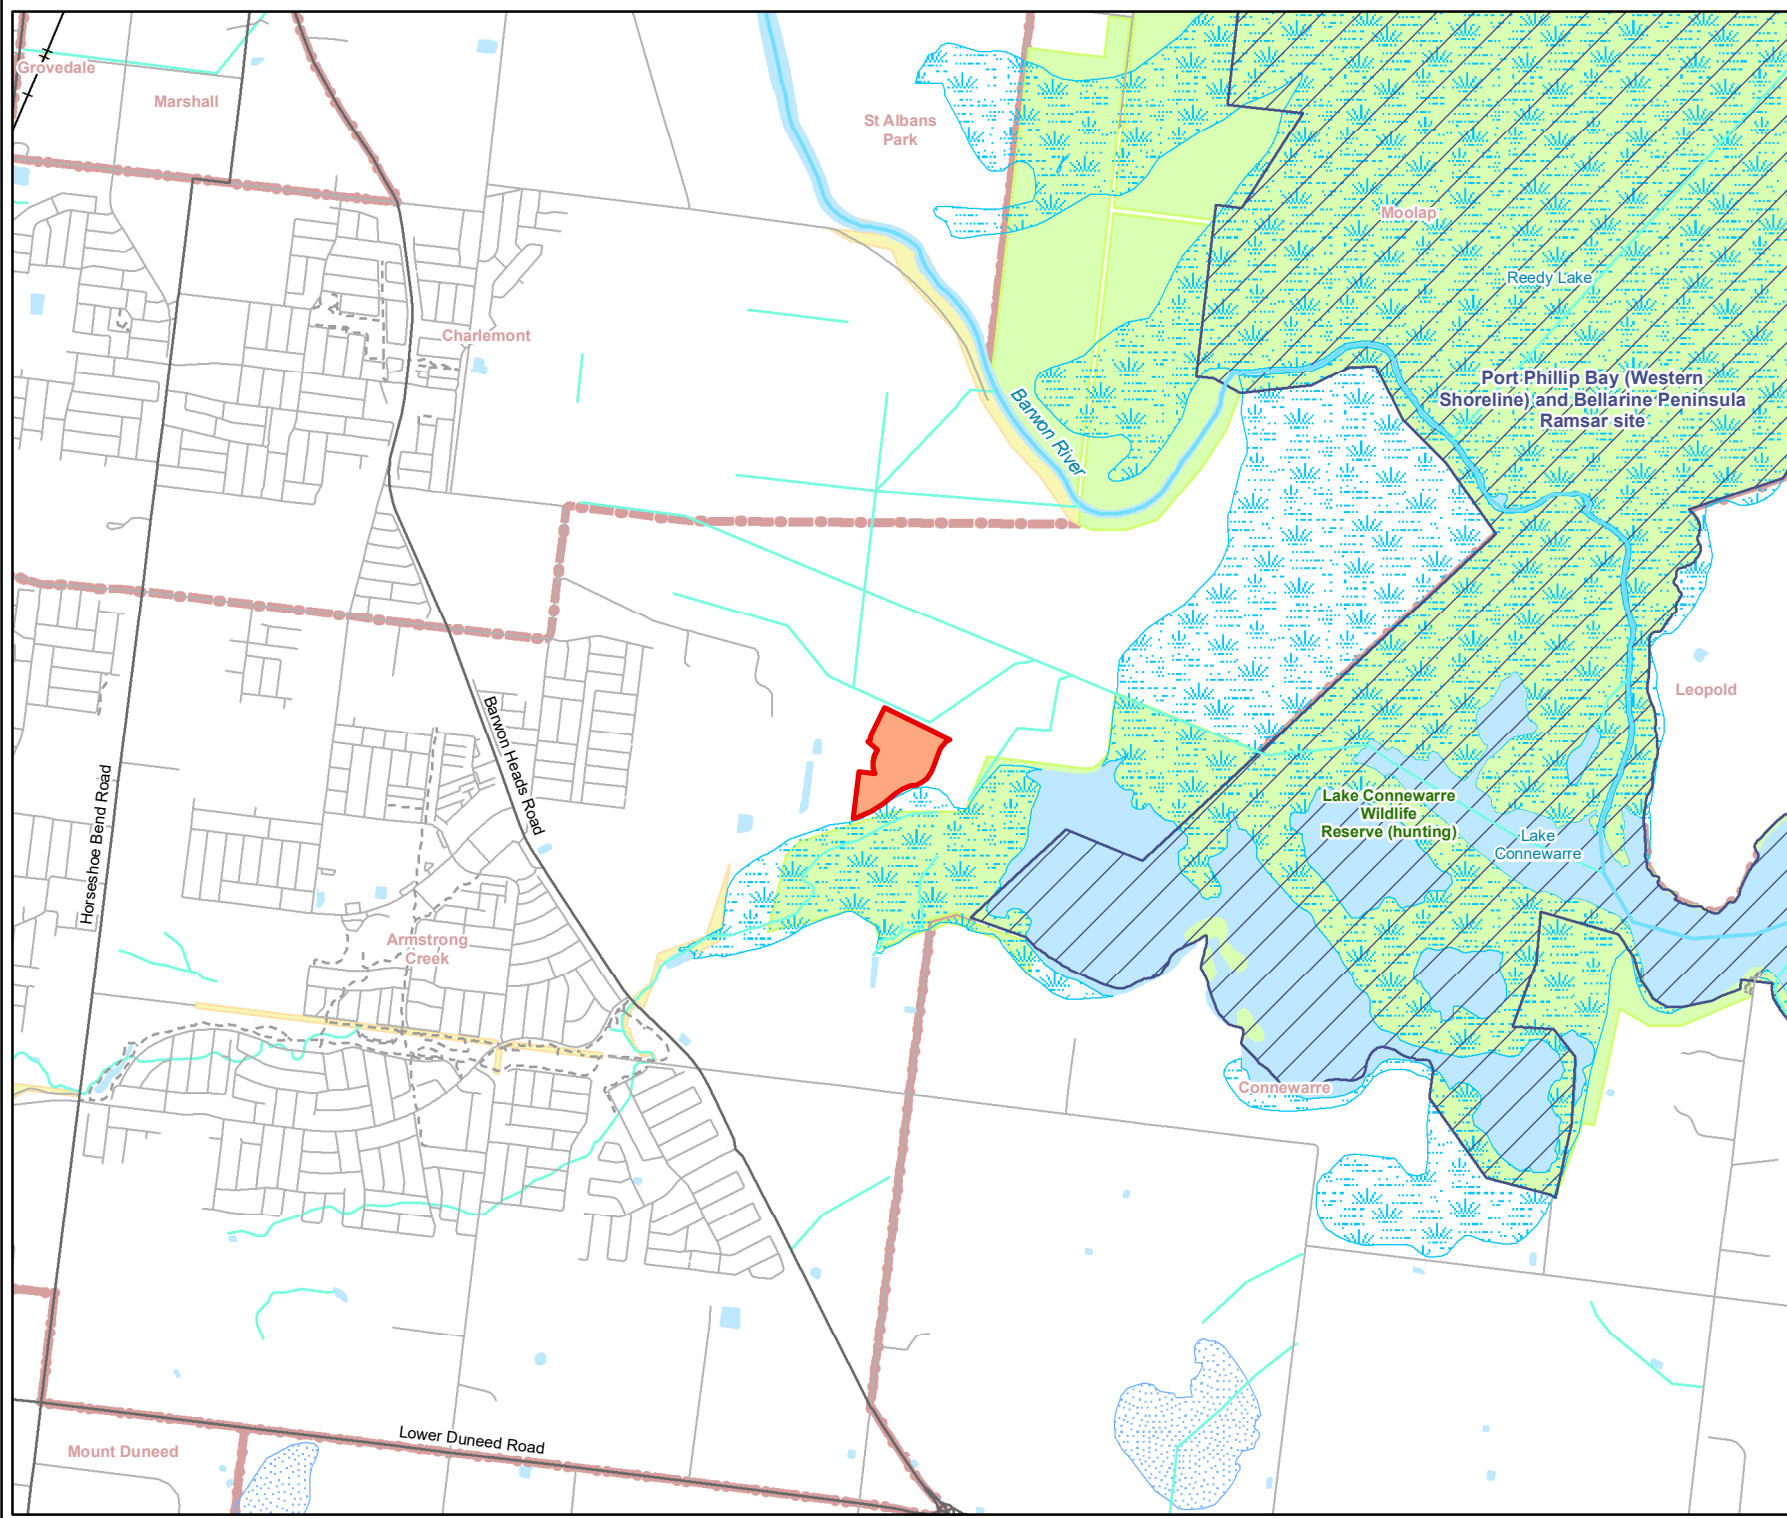 Grovedale
Marshall
St Albans
Park
Moolap
Reedy Lake
Charlemont
Port Phillip Bay (Western
Shoreline) and Bellarine Peninsula
Ramsar site
Barwon River
Leopold
Barwon Heads Road
Horseshoe Bend Road
Lake Connewarre
Wildlife
Reserve (hunting)
Lake
Connewarre
Armstrong
Creek
Connewarre
Lower Duneed Road
Mount Duneed